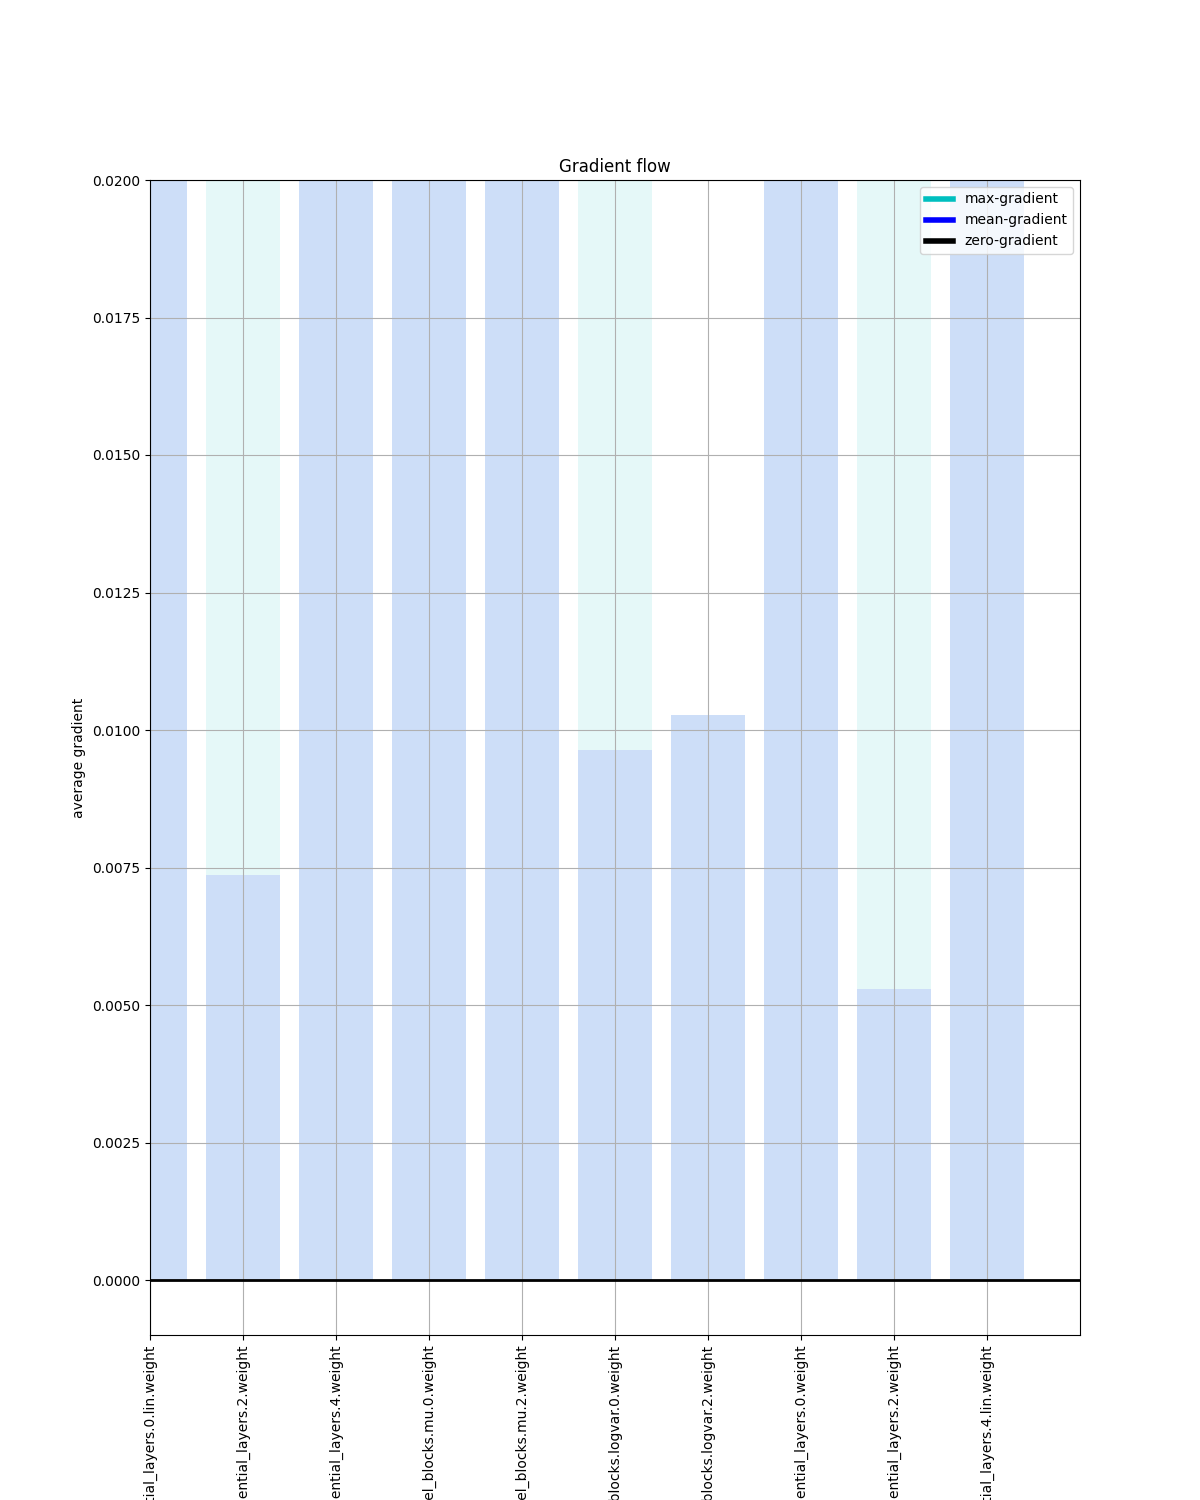 Gradient flow
max-gradient
mean-gradient
zero-gradient
0.0200
0.0175
0.0150
0.0125
0.0100
0.0075
0.0050
0.0025
0.0000
average gradient
tial_layers.0.lin.weight
ential_layers.2.weight
ential_layers.4.weight
el_blocks.mu.0.weight
el_blocks.mu.2.weight
blocks.logvar.0.weight
blocks.logvar.2.weight
ential_layers.0.weight
ential_layers.2.weight
tial_layers.4.lin.weight